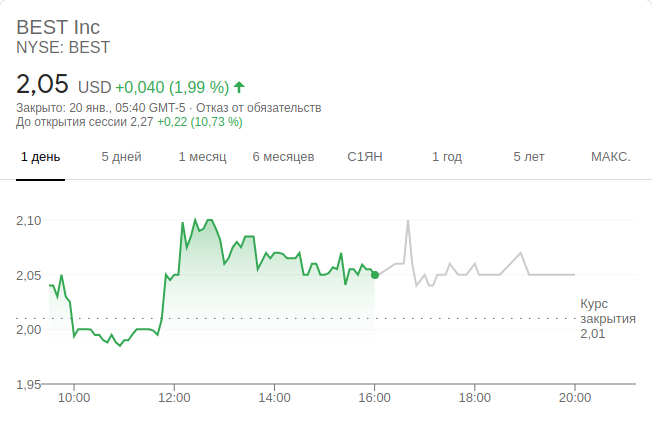 BEST Inc
NYSE: BEST
2,05 USD +0,040 (1,99 %)
Закрыто: 20 янв., 05:40 GMT-5 · Отказ от обязательств
До открытия сессии 2,27 +0,22 (10,73 %)
1 день 5 дней 1 месяц 6 месяцев С1ЯН 1 год 5 лет МАКС.
2,10
2,05
2,00
1,95
Курс
закрытия
2,01
10:00 12:00 14:00 16:00 18:00 20:00